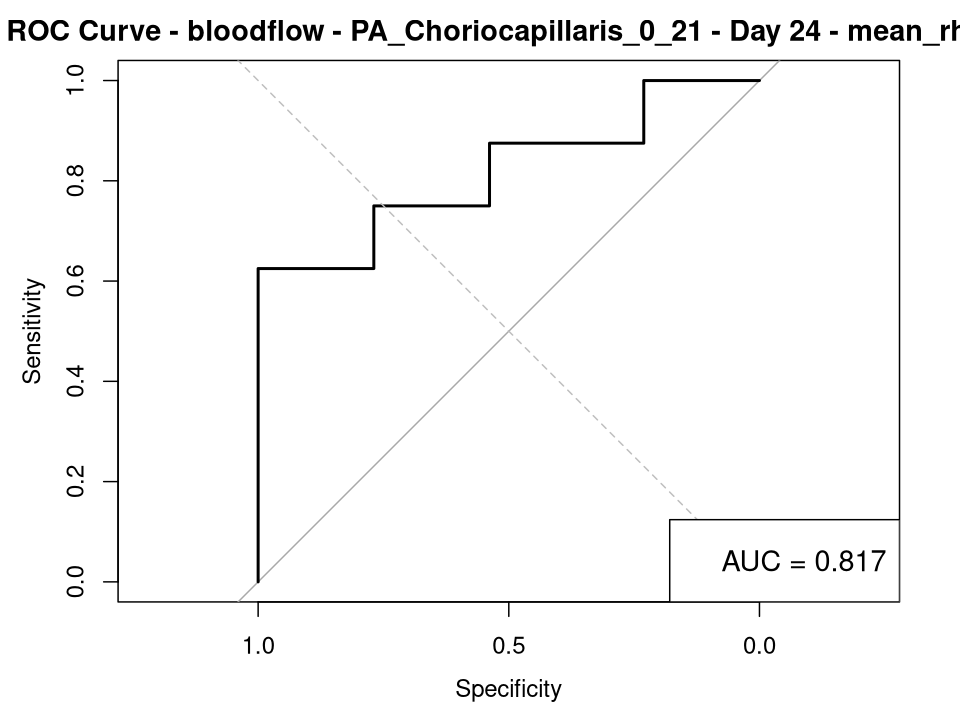 ROC Curve - bloodflow - PA_Choriocapillaris_0_21 - Day 24 - mean_rh
1.0
0.8
0.6
0.4
0.2
0.0
Sensitivity
AUC = 0.817
1.0 0.5 0.0
Specificity